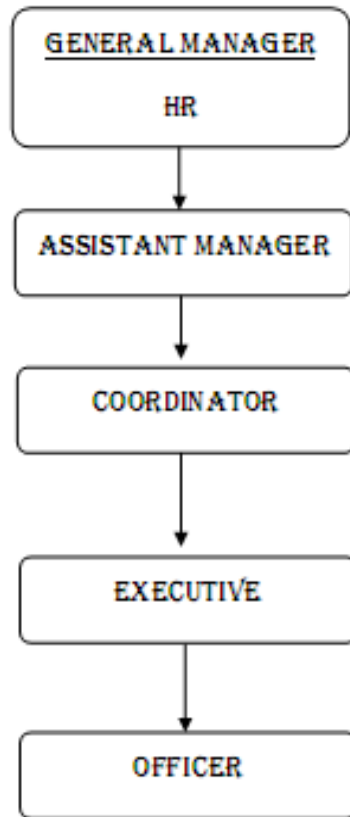 GENERAL MANAGER
HR
ASSISTANT MANAGER
COORDINATOR
EXECUTIVE
OFFICER